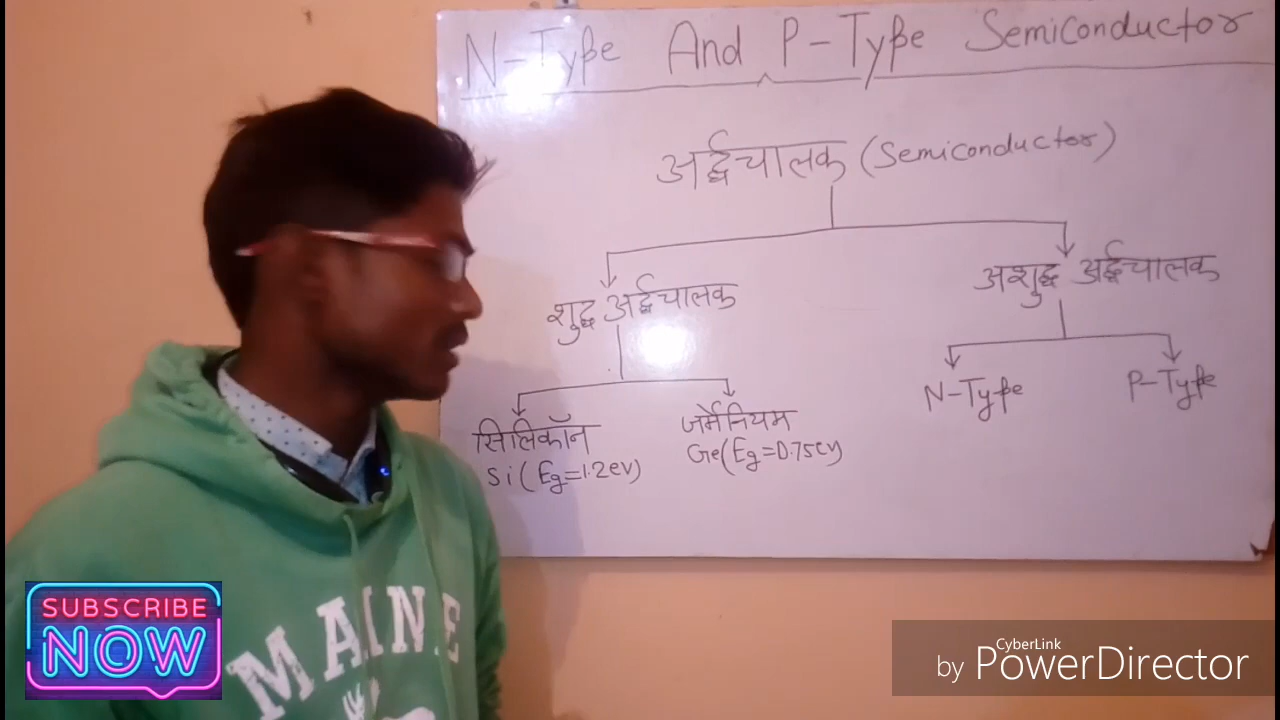 N-Type And P-Type Semiconductor
अर्द्धचालक (Semiconductor)
शुद्ध अर्द्धचालक
अशुद्ध अर्द्धचालक
N-Type
P-Type
सिलिकॉन
Si (Eg=1.2ev)
जर्मेनियम
Ge(Eg=0.75ev)
MAINE
SUBSCRIBE
NOW
CyberLink
by PowerDirector